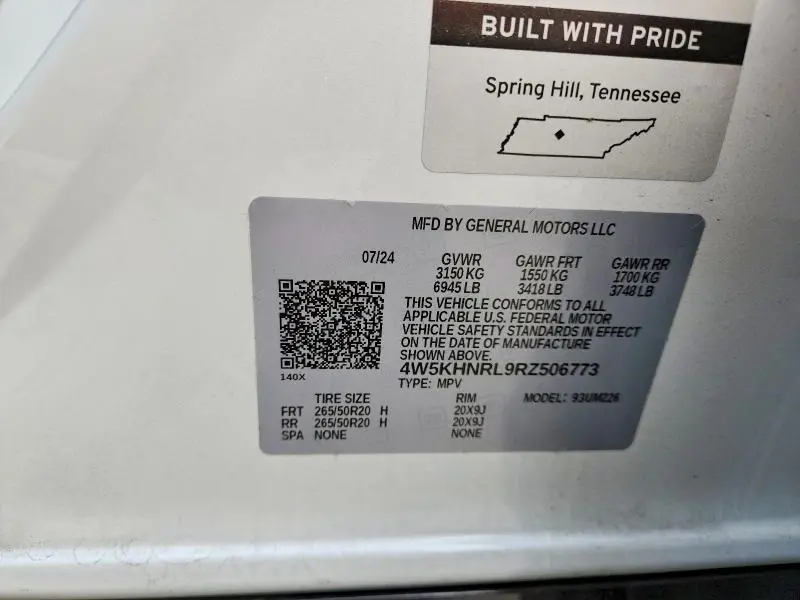 BUILT WITH PRIDE
Spring Hill, Tennessee
MFD BY GENERAL MOTORS LLC
07/24 GVWR GAWR FRT GAWR RR
3150 KG 1550 KG 1700 KG
6945 LB 3418 LB 3748 LB
THIS VEHICLE CONFORMS TO ALL
APPLICABLE U.S. FEDERAL MOTOR
VEHICLE SAFETY STANDARDS IN EFFECT
ON THE DATE OF MANUFACTURE
SHOWN ABOVE.
140X
4W5KHNRL9RZ506773
TYPE: MPV
TIRE SIZE RIM MODEL: 93UMZ26
FRT 265/50R20 H 20X9J
RR 265/50R20 H 20X9J
SPA NONE NONE